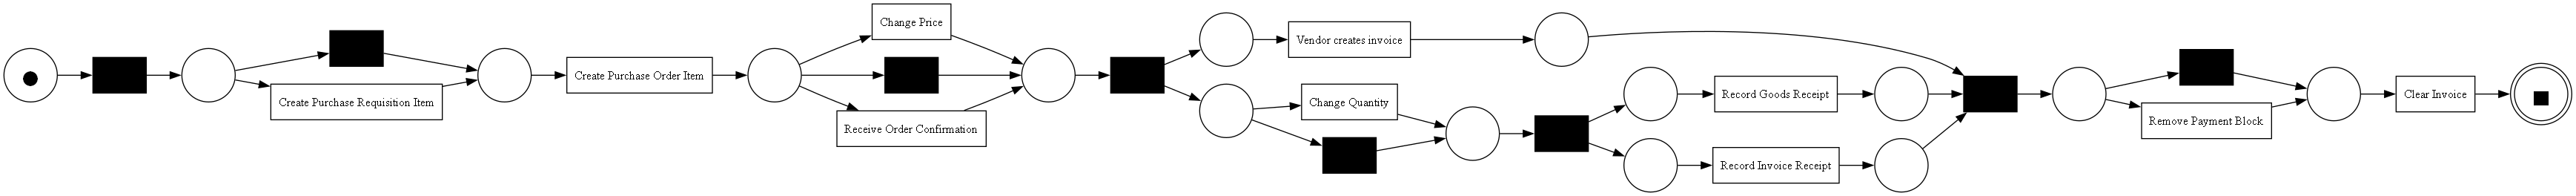 Create Purchase Requisition Item
Create Purchase Order Item
Change Price
Receive Order Confirmation
Vendor creates invoice
Change Quantity
Record Goods Receipt
Record Invoice Receipt
Remove Payment Block
Clear Invoice